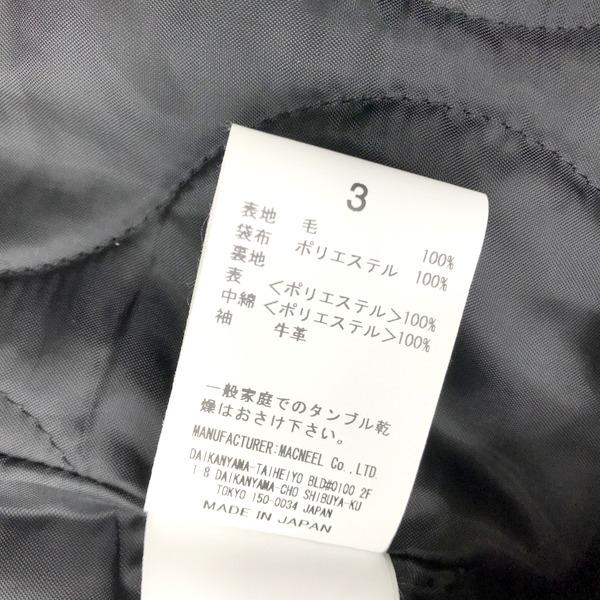 3
表地 毛 100%
袋布 ポリエステル 100%
裏地
表 <ポリエステル>100%
中綿 <ポリエステル>100%
袖 牛革
一般家庭でのタンブル乾
燥はおさけ下さい。
MANUFACTURER:MACNEEL Co., LTD.
DAIKANYAMA-TAIHEIYO BLD#0100 2F
1-8 DAIKANYAMA-CHO SHIBUYA-KU
TOKYO 150-0034 JAPAN
MADE IN JAPAN